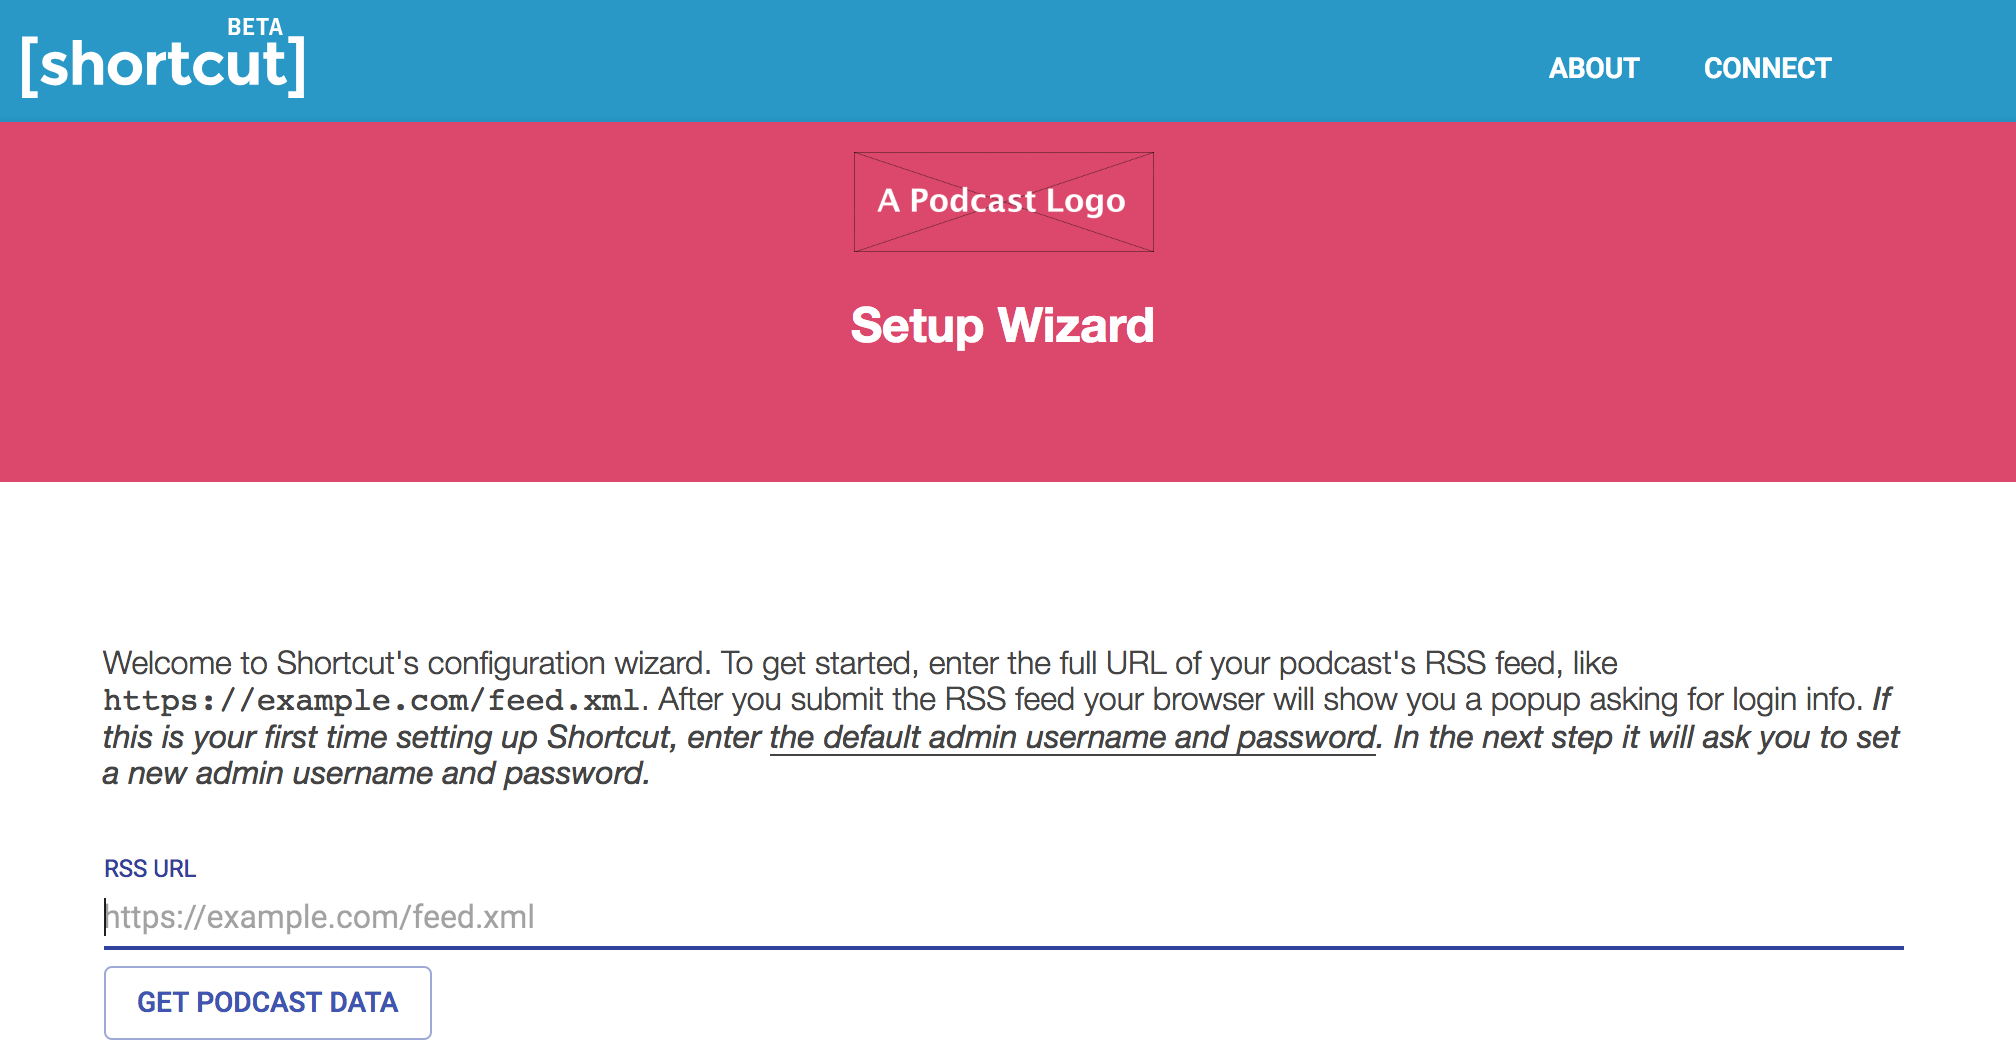 BETA
[shortcut]
ABOUT CONNECT
A Podcast Logo
Setup Wizard
Welcome to Shortcut's configuration wizard. To get started, enter the full URL of your podcast's RSS feed, like
https://example.com/feed.xml. After you submit the RSS feed your browser will show you a popup asking for login info. If
this is your first time setting up Shortcut, enter the default admin username and password. In the next step it will ask you to set
a new admin username and password.
RSS URL
https://example.com/feed.xml
GET PODCAST DATA